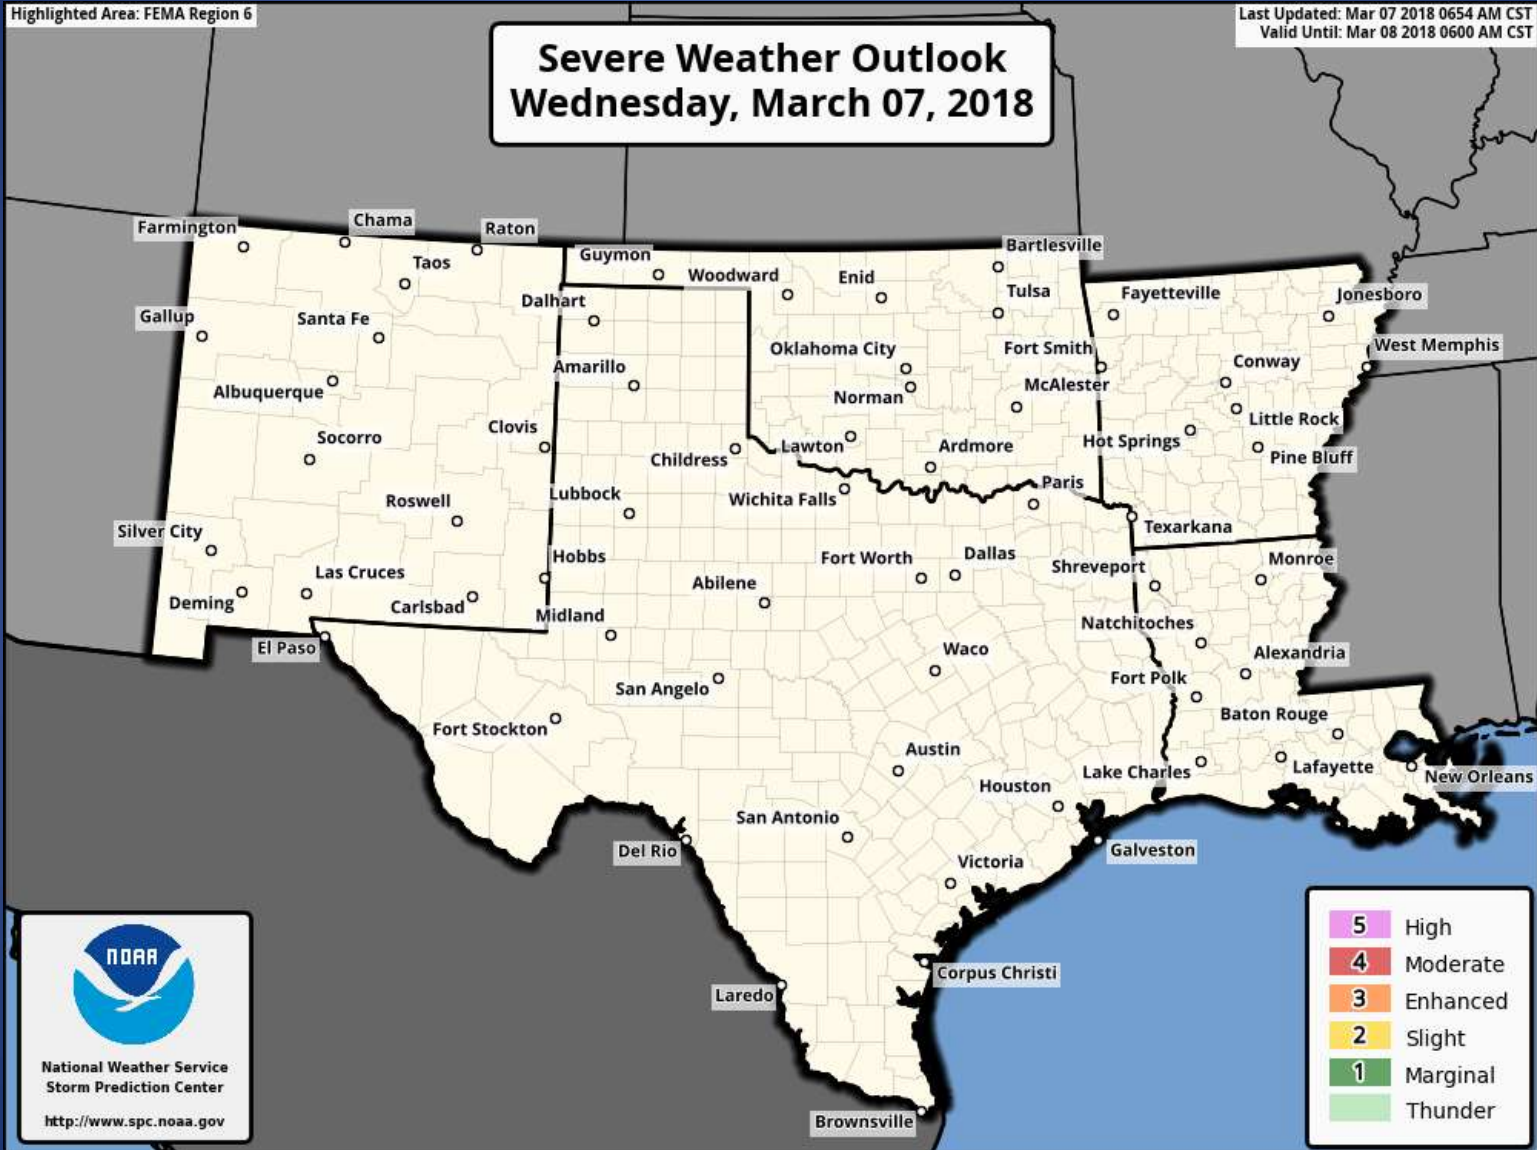 Highlighted Area: FEMA Region 6
Last Updated: Mar 07 2018 0654 AM CST
Valid Until: Mar 08 2018 0600 AM CST
Severe Weather Outlook
Wednesday, March 07, 2018
Farmington
Chama
Raton
Taos
Guymon
Woodward
Enid
Bartlesville
Gallup
Santa Fe
Dalhart
Tulsa
Fayetteville
Jonesboro
Albuquerque
Amarillo
Oklahoma City
Fort Smith
Conway
West Memphis
Norman
McAlester
Little Rock
Socorro
Clovis
Childress
Lawton
Ardmore
Hot Springs
Pine Bluff
Roswell
Lubbock
Wichita Falls
Paris
Texarkana
Silver City
Las Cruces
Hobbs
Abilene
Fort Worth
Dallas
Shreveport
Monroe
Deming
Carlsbad
Midland
Natchitoches
El Paso
San Angelo
Waco
Fort Polk
Alexandria
Fort Stockton
Austin
Baton Rouge
Houston
Lake Charles
Lafayette
New Orleans
San Antonio
Del Rio
Victoria
Galveston
Corpus Christi
Laredo
Brownsville
NOAA
National Weather Service
Storm Prediction Center
http://www.spc.noaa.gov
5 High
4 Moderate
3 Enhanced
2 Slight
1 Marginal
Thunder